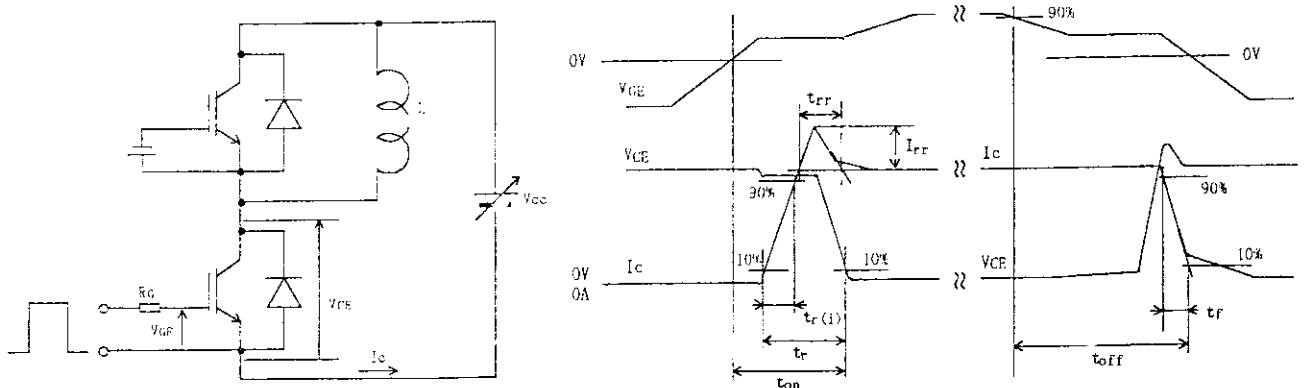 L
Vcc
RG
VGE
VCE
Ic
0V
VGE
VCE
Ic
0V
0A
90%
10%
10%
trr
Irr
tr(i)
tr
ton
90%
0V
Ic
VCE
90%
10%
tf
toff